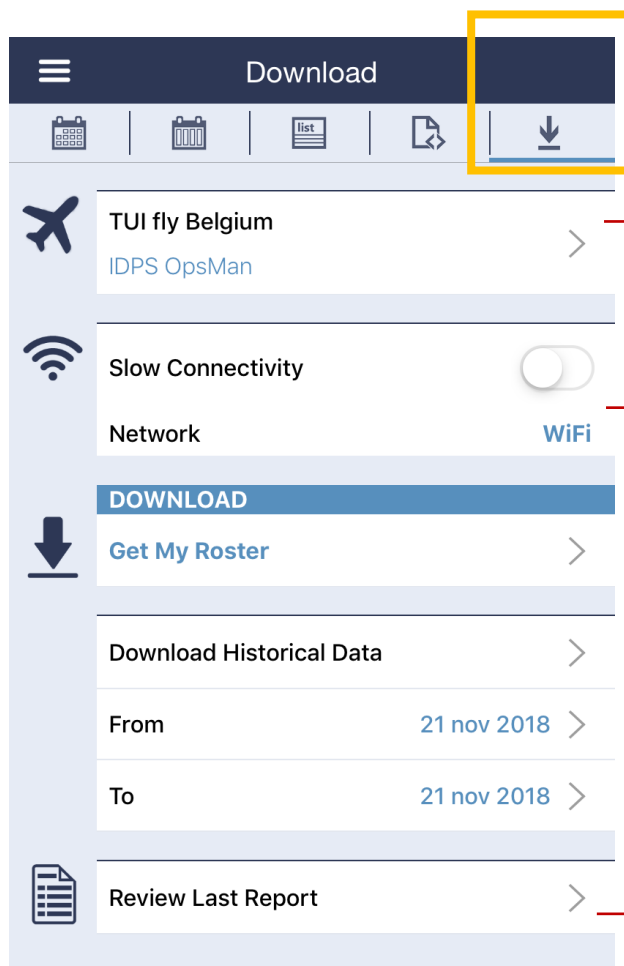 Download
list
TUI fly Belgium
IDPS OpsMan
Slow Connectivity
Network WiFi
DOWNLOAD
Get My Roster
Download Historical Data
From 21 nov 2018
To 21 nov 2018
Review Last Report